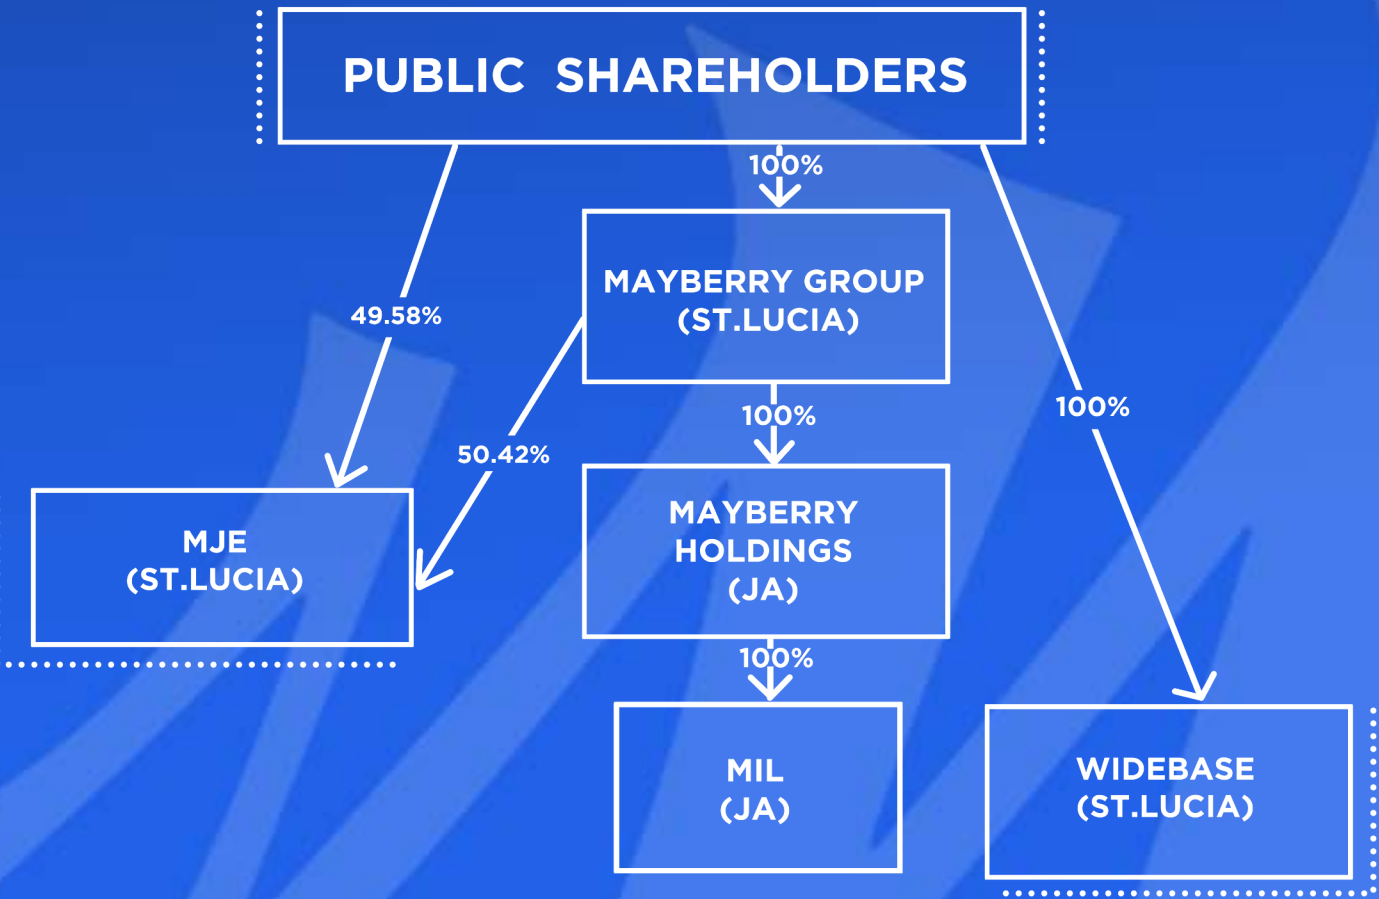 PUBLIC SHAREHOLDERS
100%
MAYBERRY GROUP
(ST.LUCIA)
49.58%
100%
100%
50.42%
MAYBERRY
HOLDINGS
(JA)
MJE
(ST.LUCIA)
100%
MIL
(JA)
WIDEBASE
(ST.LUCIA)